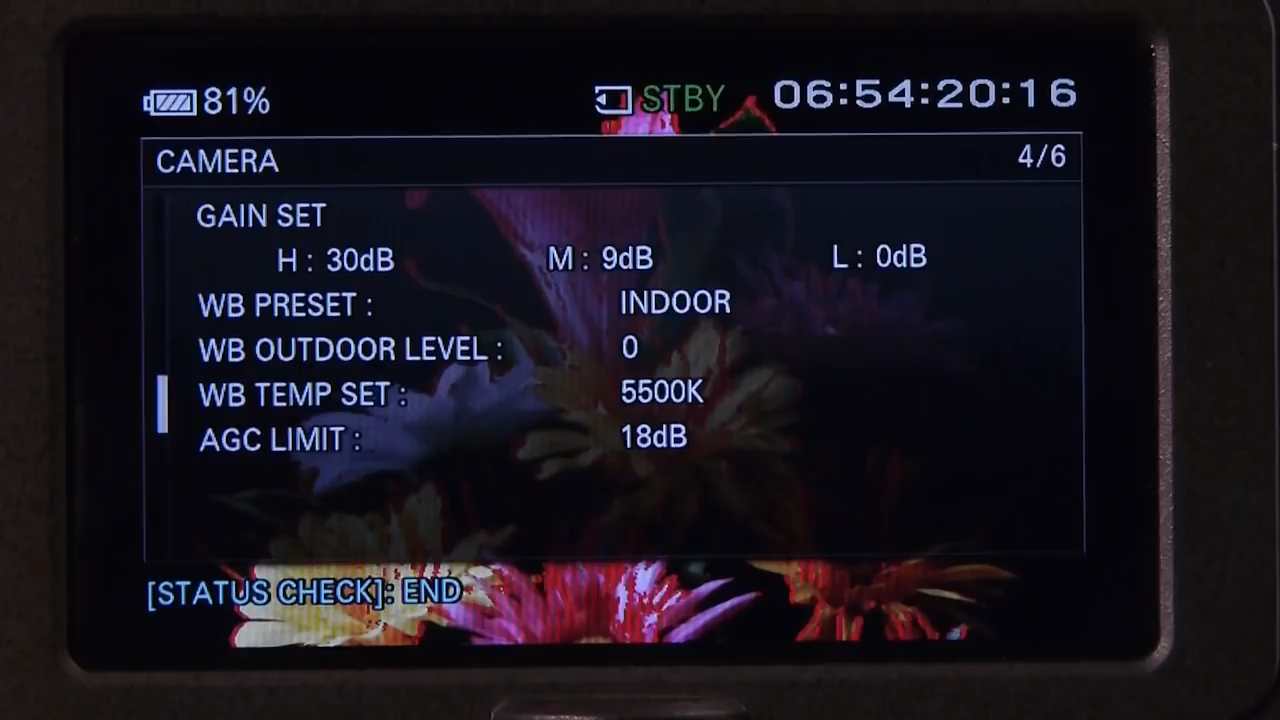 81% STBY 06:54:20:16
CAMERA 4/6
GAIN SET
H : 30dB M : 9dB L : 0dB
WB PRESET : INDOOR
WB OUTDOOR LEVEL : 0
WB TEMP SET : 5500K
AGC LIMIT : 18dB
[STATUS CHECK]: END